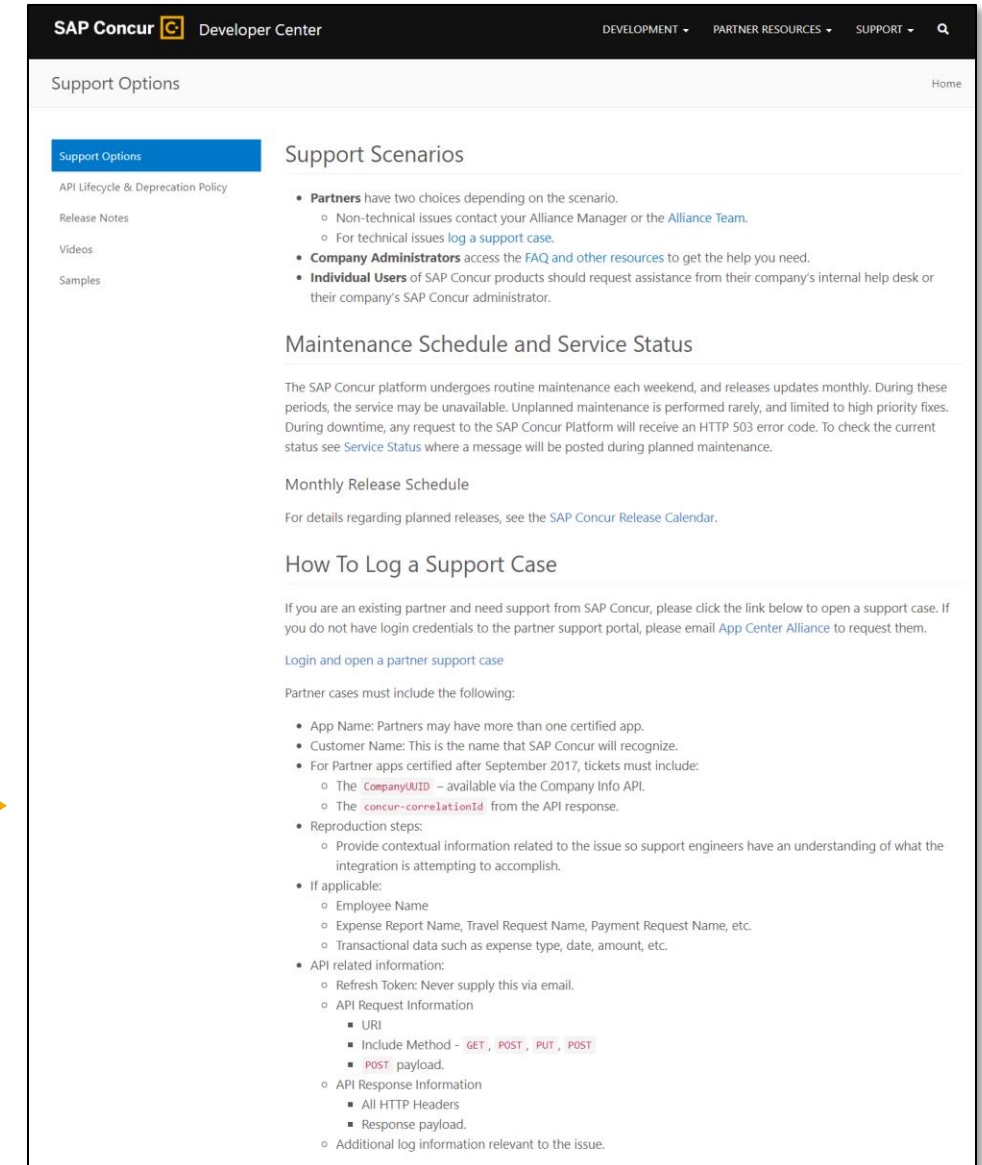 SAP Concur C Developer Center
DEVELOPMENT PARTNER RESOURCES SUPPORT
Support Options
Home
Support Options
API Lifecycle & Deprecation Policy
Release Notes
Videos
Samples
Support Scenarios
Partners have two choices depending on the scenario.
Non-technical issues contact your Alliance Manager or the Alliance Team.
For technical issues log a support case.
Company Administrators access the FAQ and other resources to get the help you need.
Individual Users of SAP Concur products should request assistance from their company's internal help desk or
their company's SAP Concur administrator.
Maintenance Schedule and Service Status
The SAP Concur platform undergoes routine maintenance each weekend, and releases updates monthly. During these
periods, the service may be unavailable. Unplanned maintenance is performed rarely, and limited to high priority fixes.
During downtime, any request to the SAP Concur Platform will receive an HTTP 503 error code. To check the current
status see Service Status where a message will be posted during planned maintenance.
Monthly Release Schedule
For details regarding planned releases, see the SAP Concur Release Calendar.
How To Log a Support Case
If you are an existing partner and need support from SAP Concur, please click the link below to open a support case. If
you do not have login credentials to the partner support portal, please email App Center Alliance to request them.
Login and open a partner support case
Partner cases must include the following:
App Name: Partners may have more than one certified app.
Customer Name: This is the name that SAP Concur will recognize.
For Partner apps certified after September 2017, tickets must include:
The CompanyUUID – available via the Company Info API.
The concur-correlationId from the API response.
Reproduction steps:
Provide contextual information related to the issue so support engineers have an understanding of what the
integration is attempting to accomplish.
If applicable:
Employee Name
Expense Report Name, Travel Request Name, Payment Request Name, etc.
Transactional data such as expense type, date, amount, etc.
API related information:
Refresh Token: Never supply this via email.
API Request Information
URI
Include Method - GET, POST, PUT, POST
POST payload.
API Response Information
All HTTP Headers
Response payload.
Additional log information relevant to the issue.